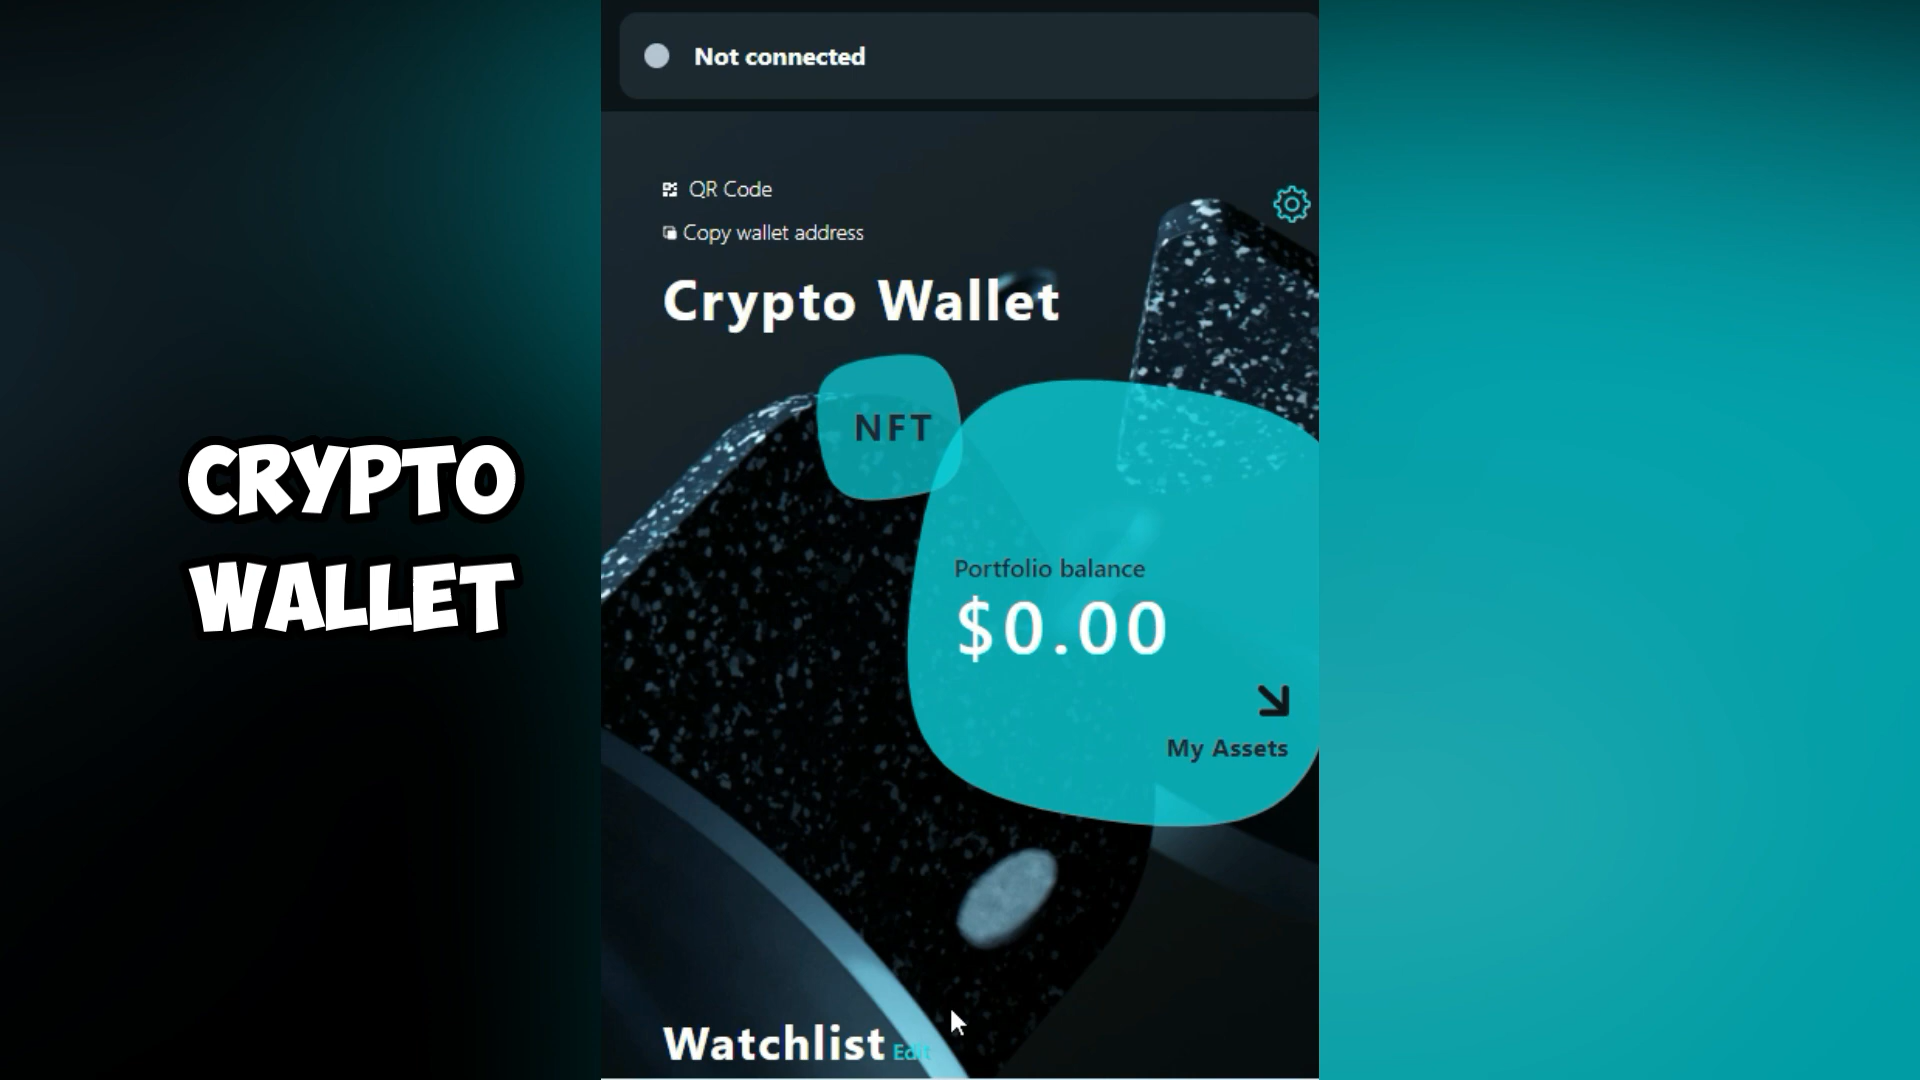 CRYPTO
WALLET
Not connected
QR Code
Copy wallet address
Crypto Wallet
NFT
Portfolio balance
$0.00
My Assets
Watchlist Edit